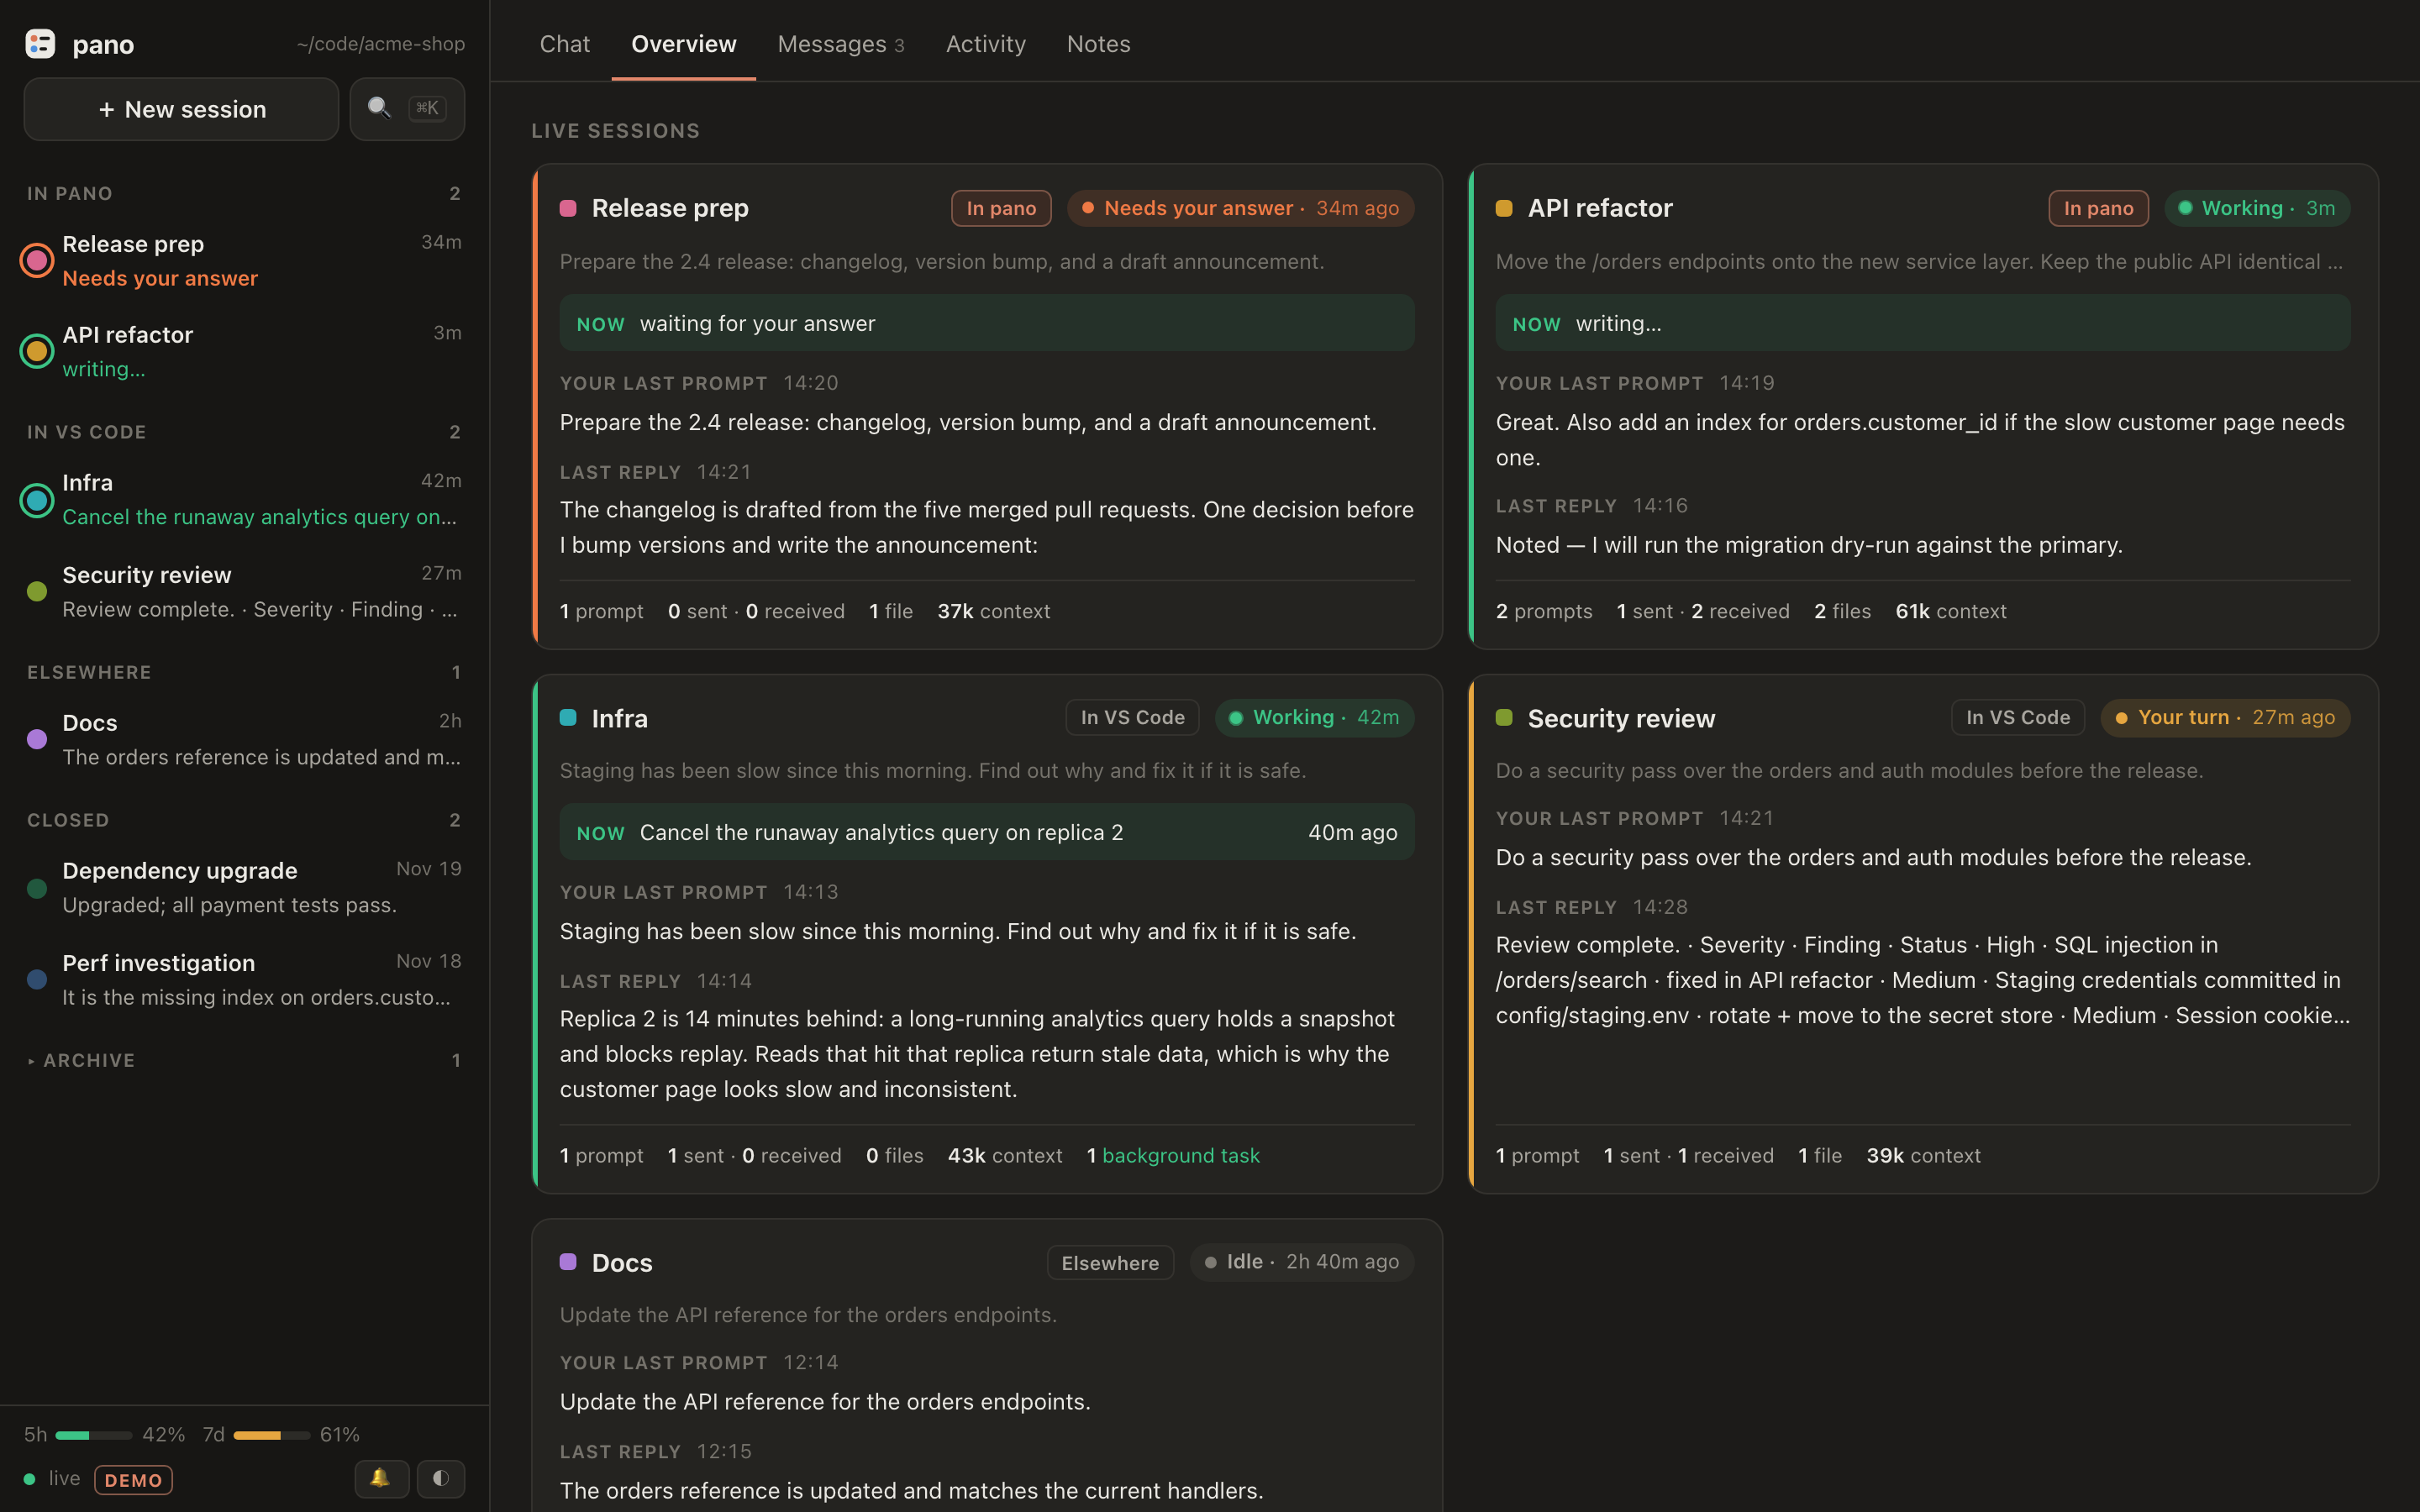 pano
~/code/acme-shop
+ New session
⌘K
IN PANO 2
Release prep 34m
Needs your answer
API refactor 3m
writing…
IN VS CODE 2
Infra 42m
Cancel the runaway analytics query on…
Security review 27m
Review complete. · Severity · Finding · …
ELSEWHERE 1
Docs 2h
The orders reference is updated and m…
CLOSED 2
Dependency upgrade Nov 19
Upgraded; all payment tests pass.
Perf investigation Nov 18
It is the missing index on orders.custo…
▸ ARCHIVE 1
5h 42% 7d 61%
live DEMO
Chat Overview Messages 3 Activity Notes
LIVE SESSIONS
Release prep In pano Needs your answer · 34m ago
Prepare the 2.4 release: changelog, version bump, and a draft announcement.
NOW waiting for your answer
YOUR LAST PROMPT 14:20
Prepare the 2.4 release: changelog, version bump, and a draft announcement.
LAST REPLY 14:21
The changelog is drafted from the five merged pull requests. One decision before
I bump versions and write the announcement:
1 prompt 0 sent · 0 received 1 file 37k context
API refactor In pano Working · 3m
Move the /orders endpoints onto the new service layer. Keep the public API identical …
NOW writing…
YOUR LAST PROMPT 14:19
Great. Also add an index for orders.customer_id if the slow customer page needs
one.
LAST REPLY 14:16
Noted — I will run the migration dry-run against the primary.
2 prompts 1 sent · 2 received 2 files 61k context
Infra In VS Code Working · 42m
Staging has been slow since this morning. Find out why and fix it if it is safe.
NOW Cancel the runaway analytics query on replica 2 40m ago
YOUR LAST PROMPT 14:13
Staging has been slow since this morning. Find out why and fix it if it is safe.
LAST REPLY 14:14
Replica 2 is 14 minutes behind: a long-running analytics query holds a snapshot
and blocks replay. Reads that hit that replica return stale data, which is why the
customer page looks slow and inconsistent.
1 prompt 1 sent · 0 received 0 files 43k context 1 background task
Security review In VS Code Your turn · 27m ago
Do a security pass over the orders and auth modules before the release.
YOUR LAST PROMPT 14:21
Do a security pass over the orders and auth modules before the release.
LAST REPLY 14:28
Review complete. · Severity · Finding · Status · High · SQL injection in
/orders/search · fixed in API refactor · Medium · Staging credentials committed in
config/staging.env · rotate + move to the secret store · Medium · Session cookie…
1 prompt 1 sent · 1 received 1 file 39k context
Docs Elsewhere Idle · 2h 40m ago
Update the API reference for the orders endpoints.
YOUR LAST PROMPT 12:14
Update the API reference for the orders endpoints.
LAST REPLY 12:15
The orders reference is updated and matches the current handlers.